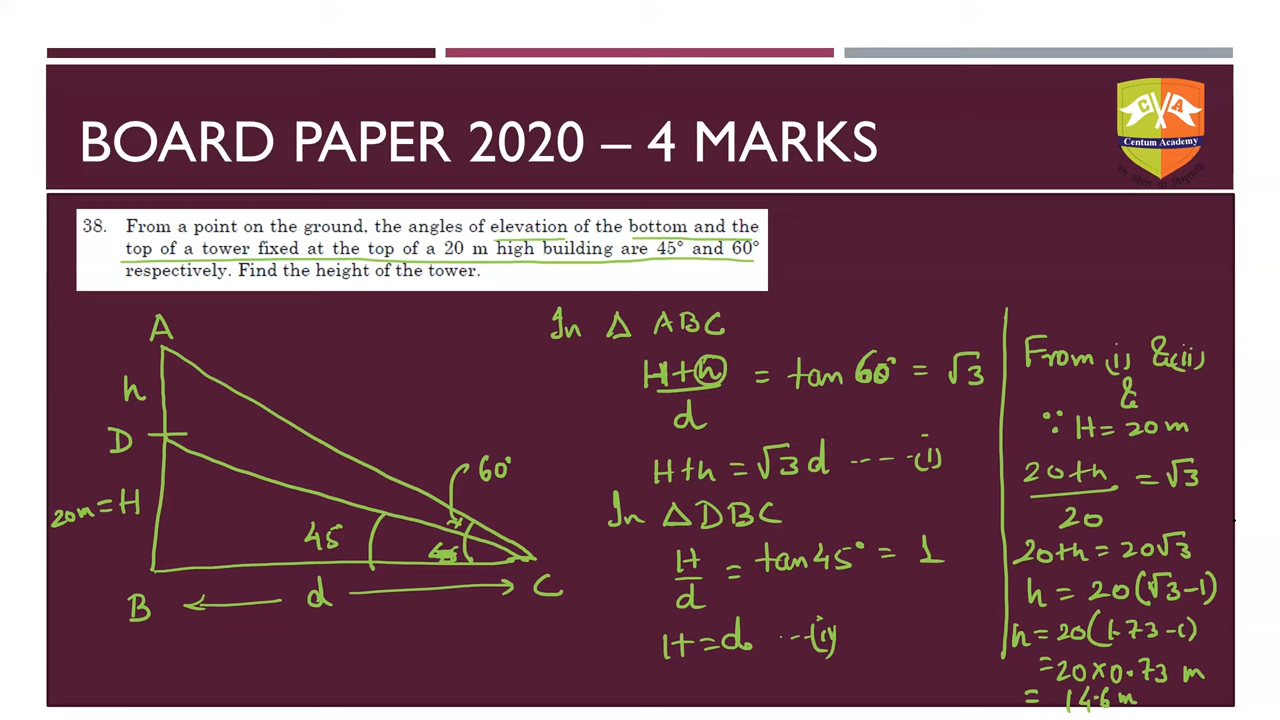 BOARD PAPER 2020 – 4 MARKS
C A
Centum Academy
38. From a point on the ground, the angles of elevation of the bottom and the
top of a tower fixed at the top of a 20 m high building are 45° and 60°
respectively. Find the height of the tower.
A
h
D
20m = H
B
d
C
45
60°
In Δ ABC
H+h
= tan 60° = √3
d
H+h = √3 d ---- (i)
In ΔDBC
H
= tan 45° = 1
d
H = d. --- (ii)
From (i) & (ii)
&
∵ H = 20m
20+h
= √3
20
20+h = 20√3
h = 20(√3-1)
h = 20(1.73-1)
= 20×0.73 m
= 14.6 m